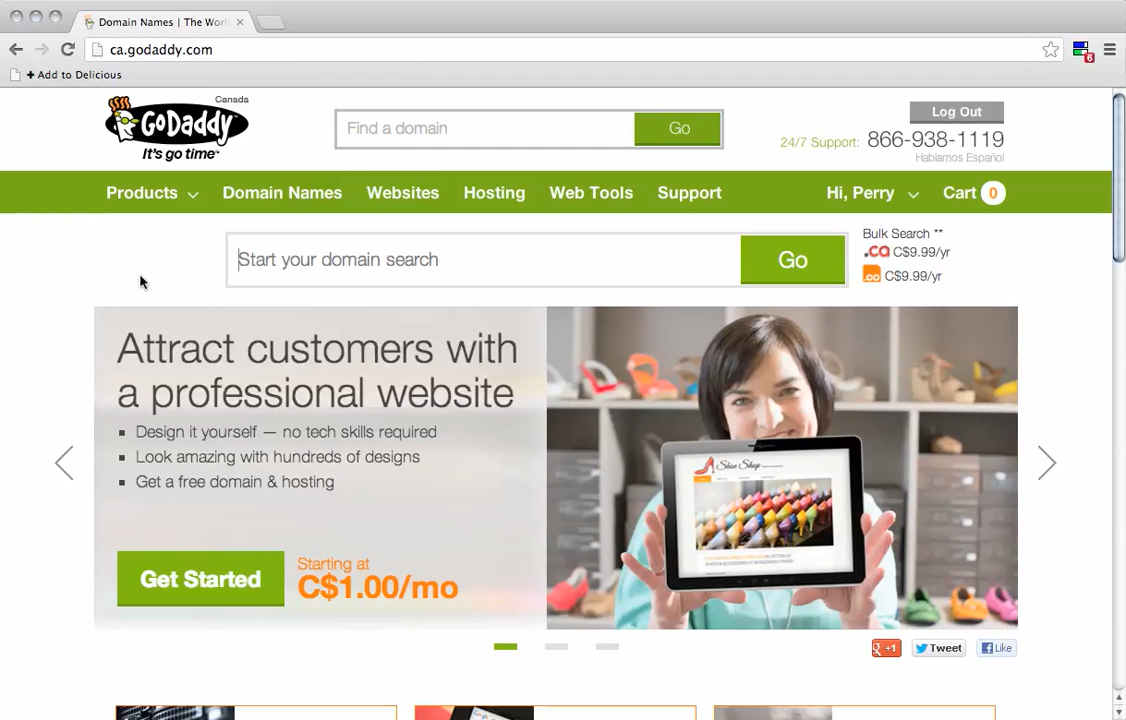 Domain Names | The Worl
ca.godaddy.com
6
+ Add to Delicious
Canada
GoDaddy
It's go time™
Find a domain
Go
Log Out
24/7 Support: 866-938-1119
Hablamos Español
Products
Domain Names
Websites
Hosting
Web Tools
Support
Hi, Perry
Cart 0
Start your domain search
Go
Bulk Search **
.ca C$9.99/yr
.co C$9.99/yr
Attract customers with
a professional website
Design it yourself — no tech skills required
Look amazing with hundreds of designs
Get a free domain & hosting
Get Started
Starting at
C$1.00/mo
Shoe Shop
g +1
Tweet
Like